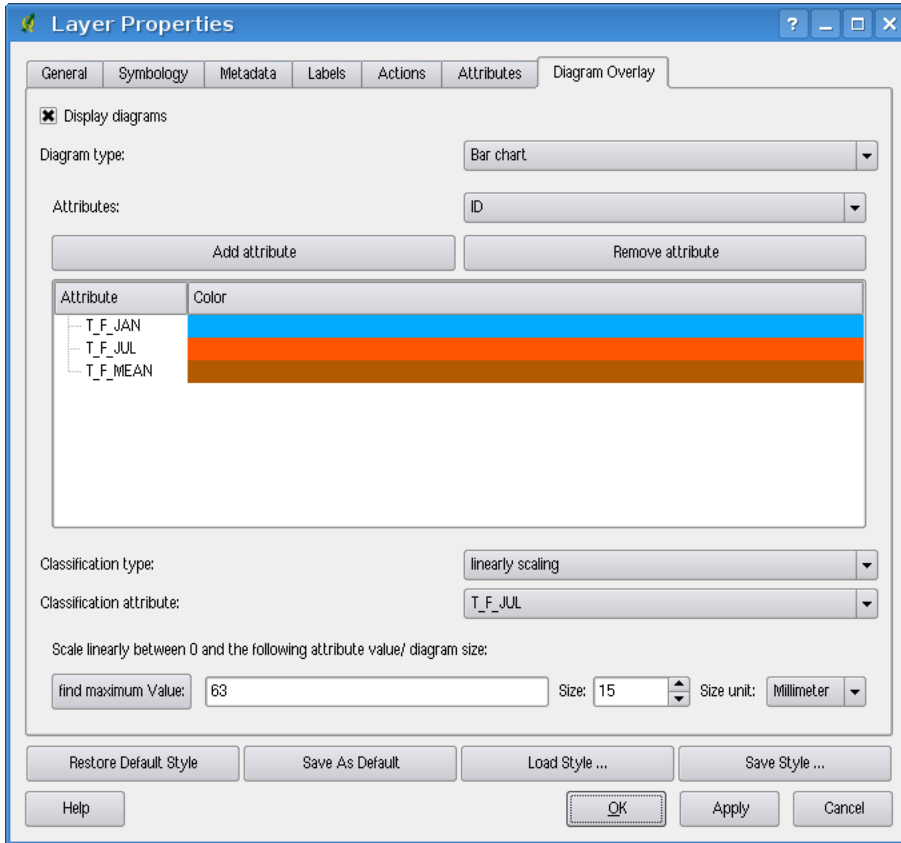 Layer Properties
General Symbology Metadata Labels Actions Attributes Diagram Overlay
Display diagrams
Diagram type: Bar chart
Attributes: ID
Add attribute Remove attribute
Attribute Color
T_F_JAN
T_F_JUL
T_F_MEAN
Classification type: linearly scaling
Classification attribute: T_F_JUL
Scale linearly between 0 and the following attribute value/ diagram size:
find maximum Value: 63 Size: 15 Size unit: Millimeter
Restore Default Style Save As Default Load Style ... Save Style ...
Help OK Apply Cancel